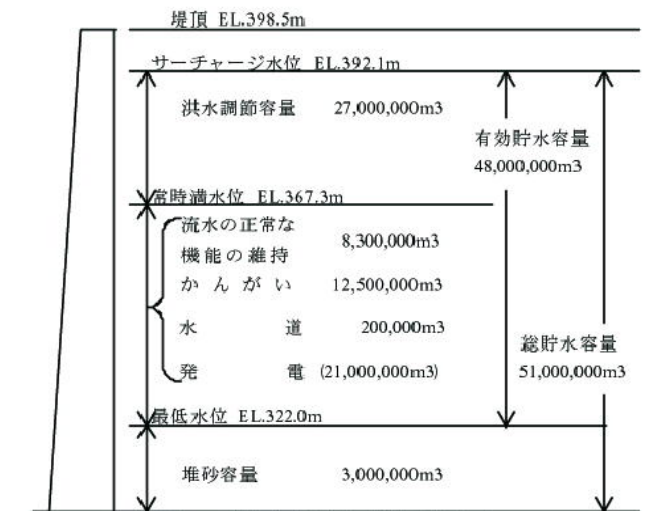 堤頂 EL.398.5m
サーチャージ水位 EL.392.1m
洪水調節容量 27,000,000m3
有効貯水容量
48,000,000m3
常時満水位 EL.367.3m
流水の正常な
機能の維持
8,300,000m3
かんがい 12,500,000m3
水道 200,000m3
発電 (21,000,000m3)
総貯水容量
51,000,000m3
最低水位 EL.322.0m
堆砂容量 3,000,000m3